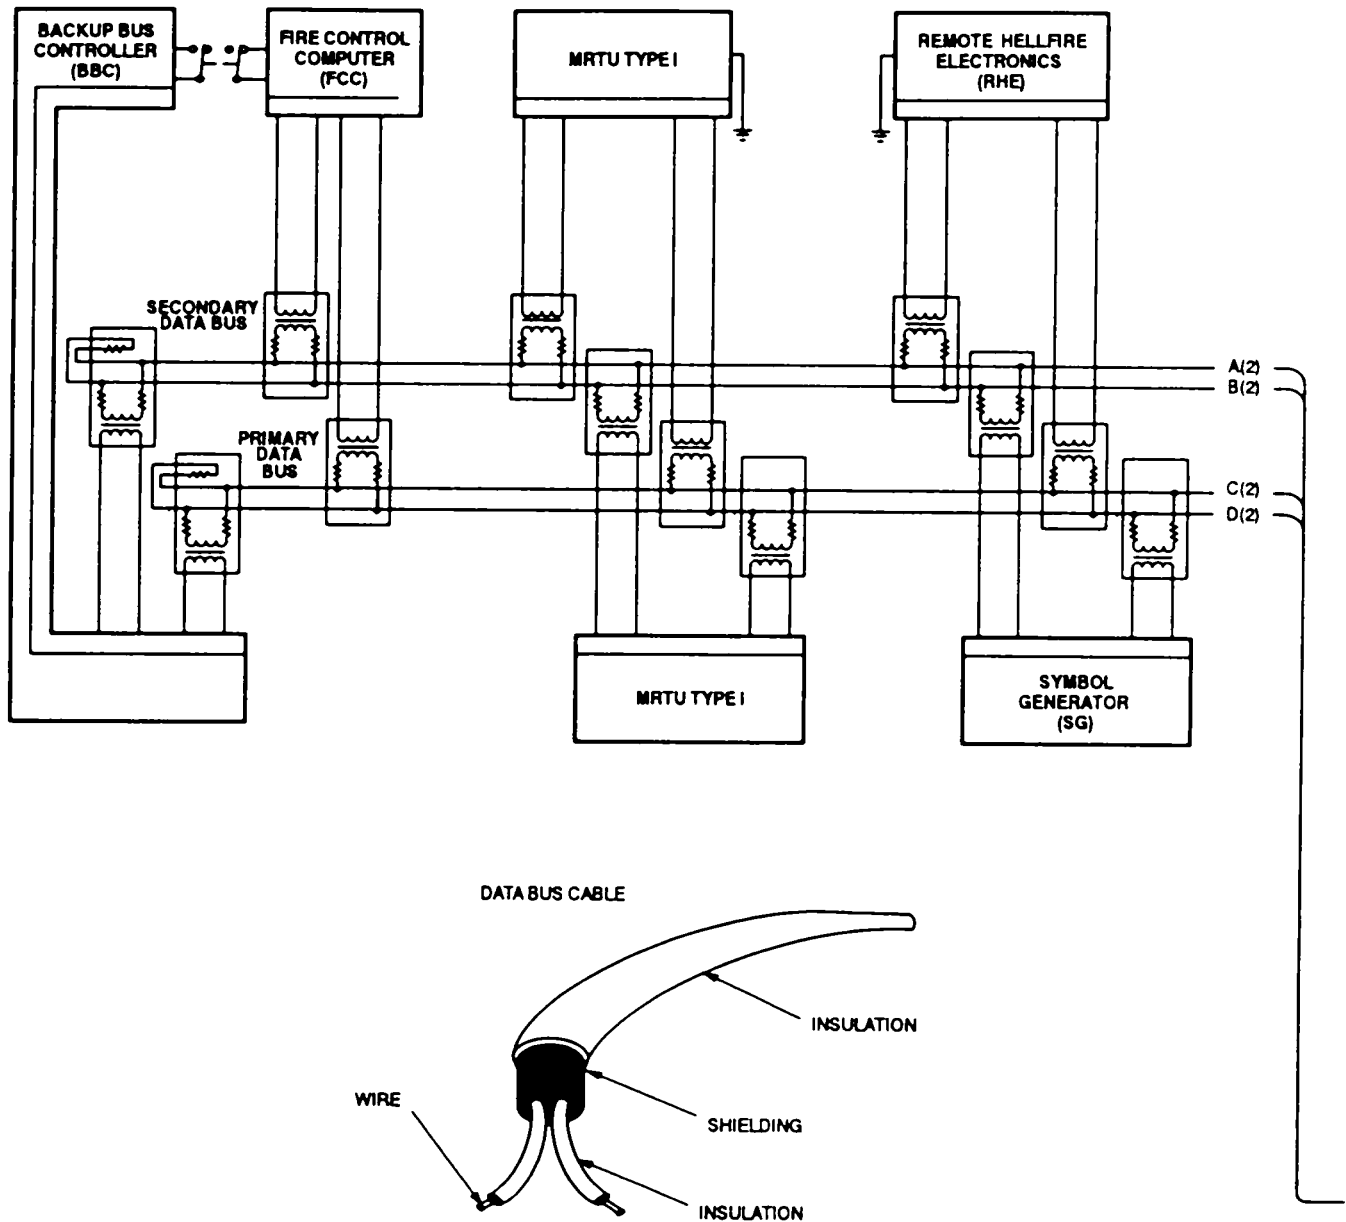 BACKUP BUS
CONTROLLER
(BBC)
FIRE CONTROL
COMPUTER
(FCC)
MRTU TYPE I
REMOTE HELLFIRE
ELECTRONICS
(RHE)
SECONDARY
DATA BUS
A(2)
B(2)
PRIMARY
DATA
BUS
C(2)
D(2)
MRTU TYPE I
SYMBOL
GENERATOR
(SG)
DATA BUS CABLE
INSULATION
WIRE
SHIELDING
INSULATION